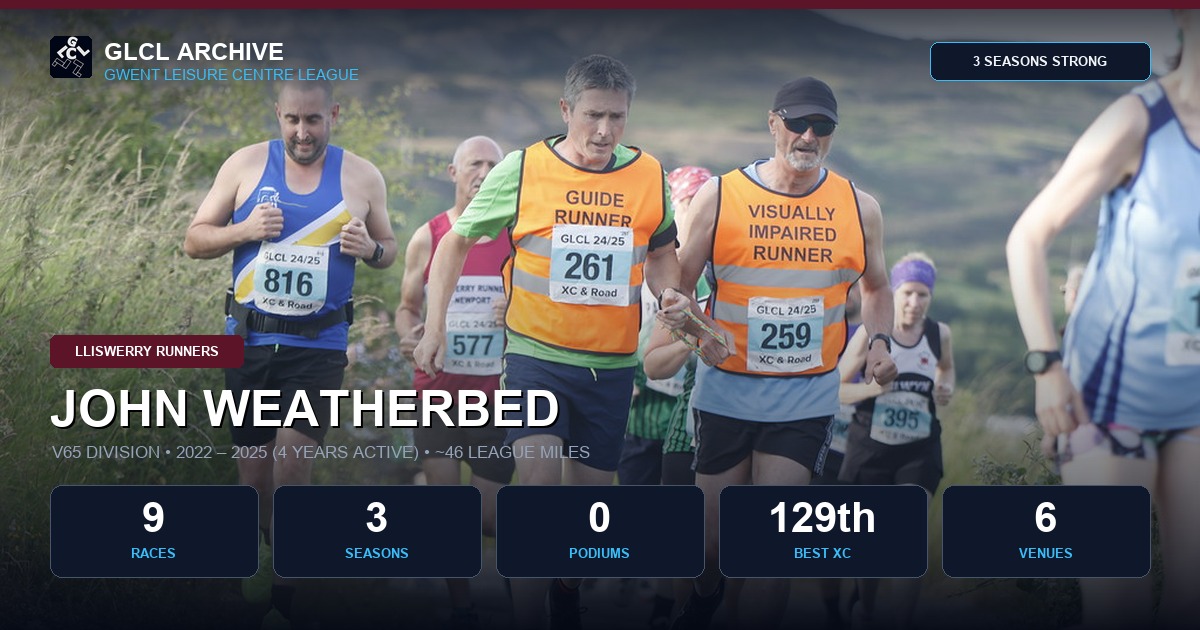 GLCL ARCHIVE
GWENT LEISURE CENTRE LEAGUE
3 SEASONS STRONG
GUIDE
RUNNER
GLCL 24/25
261
XC & Road
VISUALLY
IMPAIRED
RUNNER
GLCL 24/25
259
XC & Road
GLCL 24/25
816
XC & Road
NEWPORT
GLCL 24/25
577
XC & Road
395
LLISWERRY RUNNERS
JOHN WEATHERBED
V65 DIVISION • 2022 – 2025 (4 YEARS ACTIVE) • ~46 LEAGUE MILES
9
RACES
3
SEASONS
0
PODIUMS
129th
BEST XC
6
VENUES